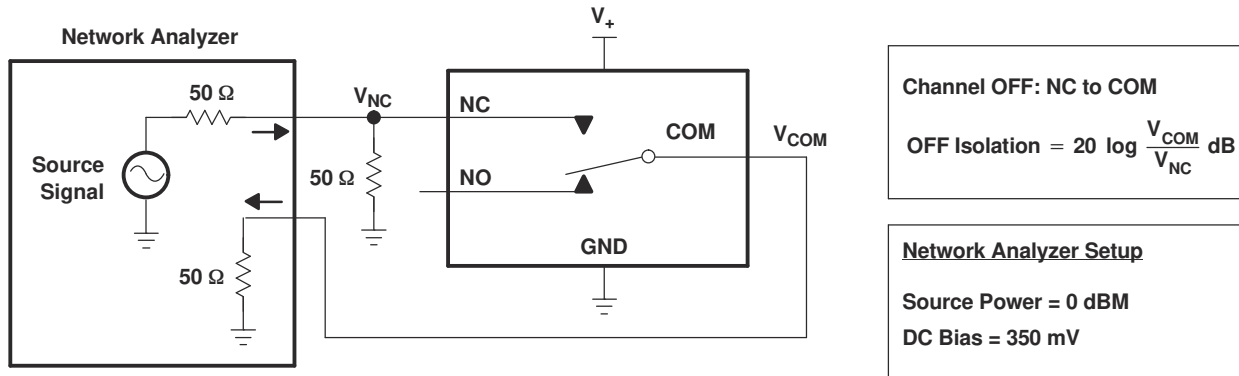 V+
Network Analyzer
50 Ω
VNC
NC
COM
VCOM
Source
Signal
50 Ω
NO
50 Ω
GND
Channel OFF: NC to COM
OFF Isolation = 20 log VCOM/VNC dB
Network Analyzer Setup
Source Power = 0 dBM
DC Bias = 350 mV